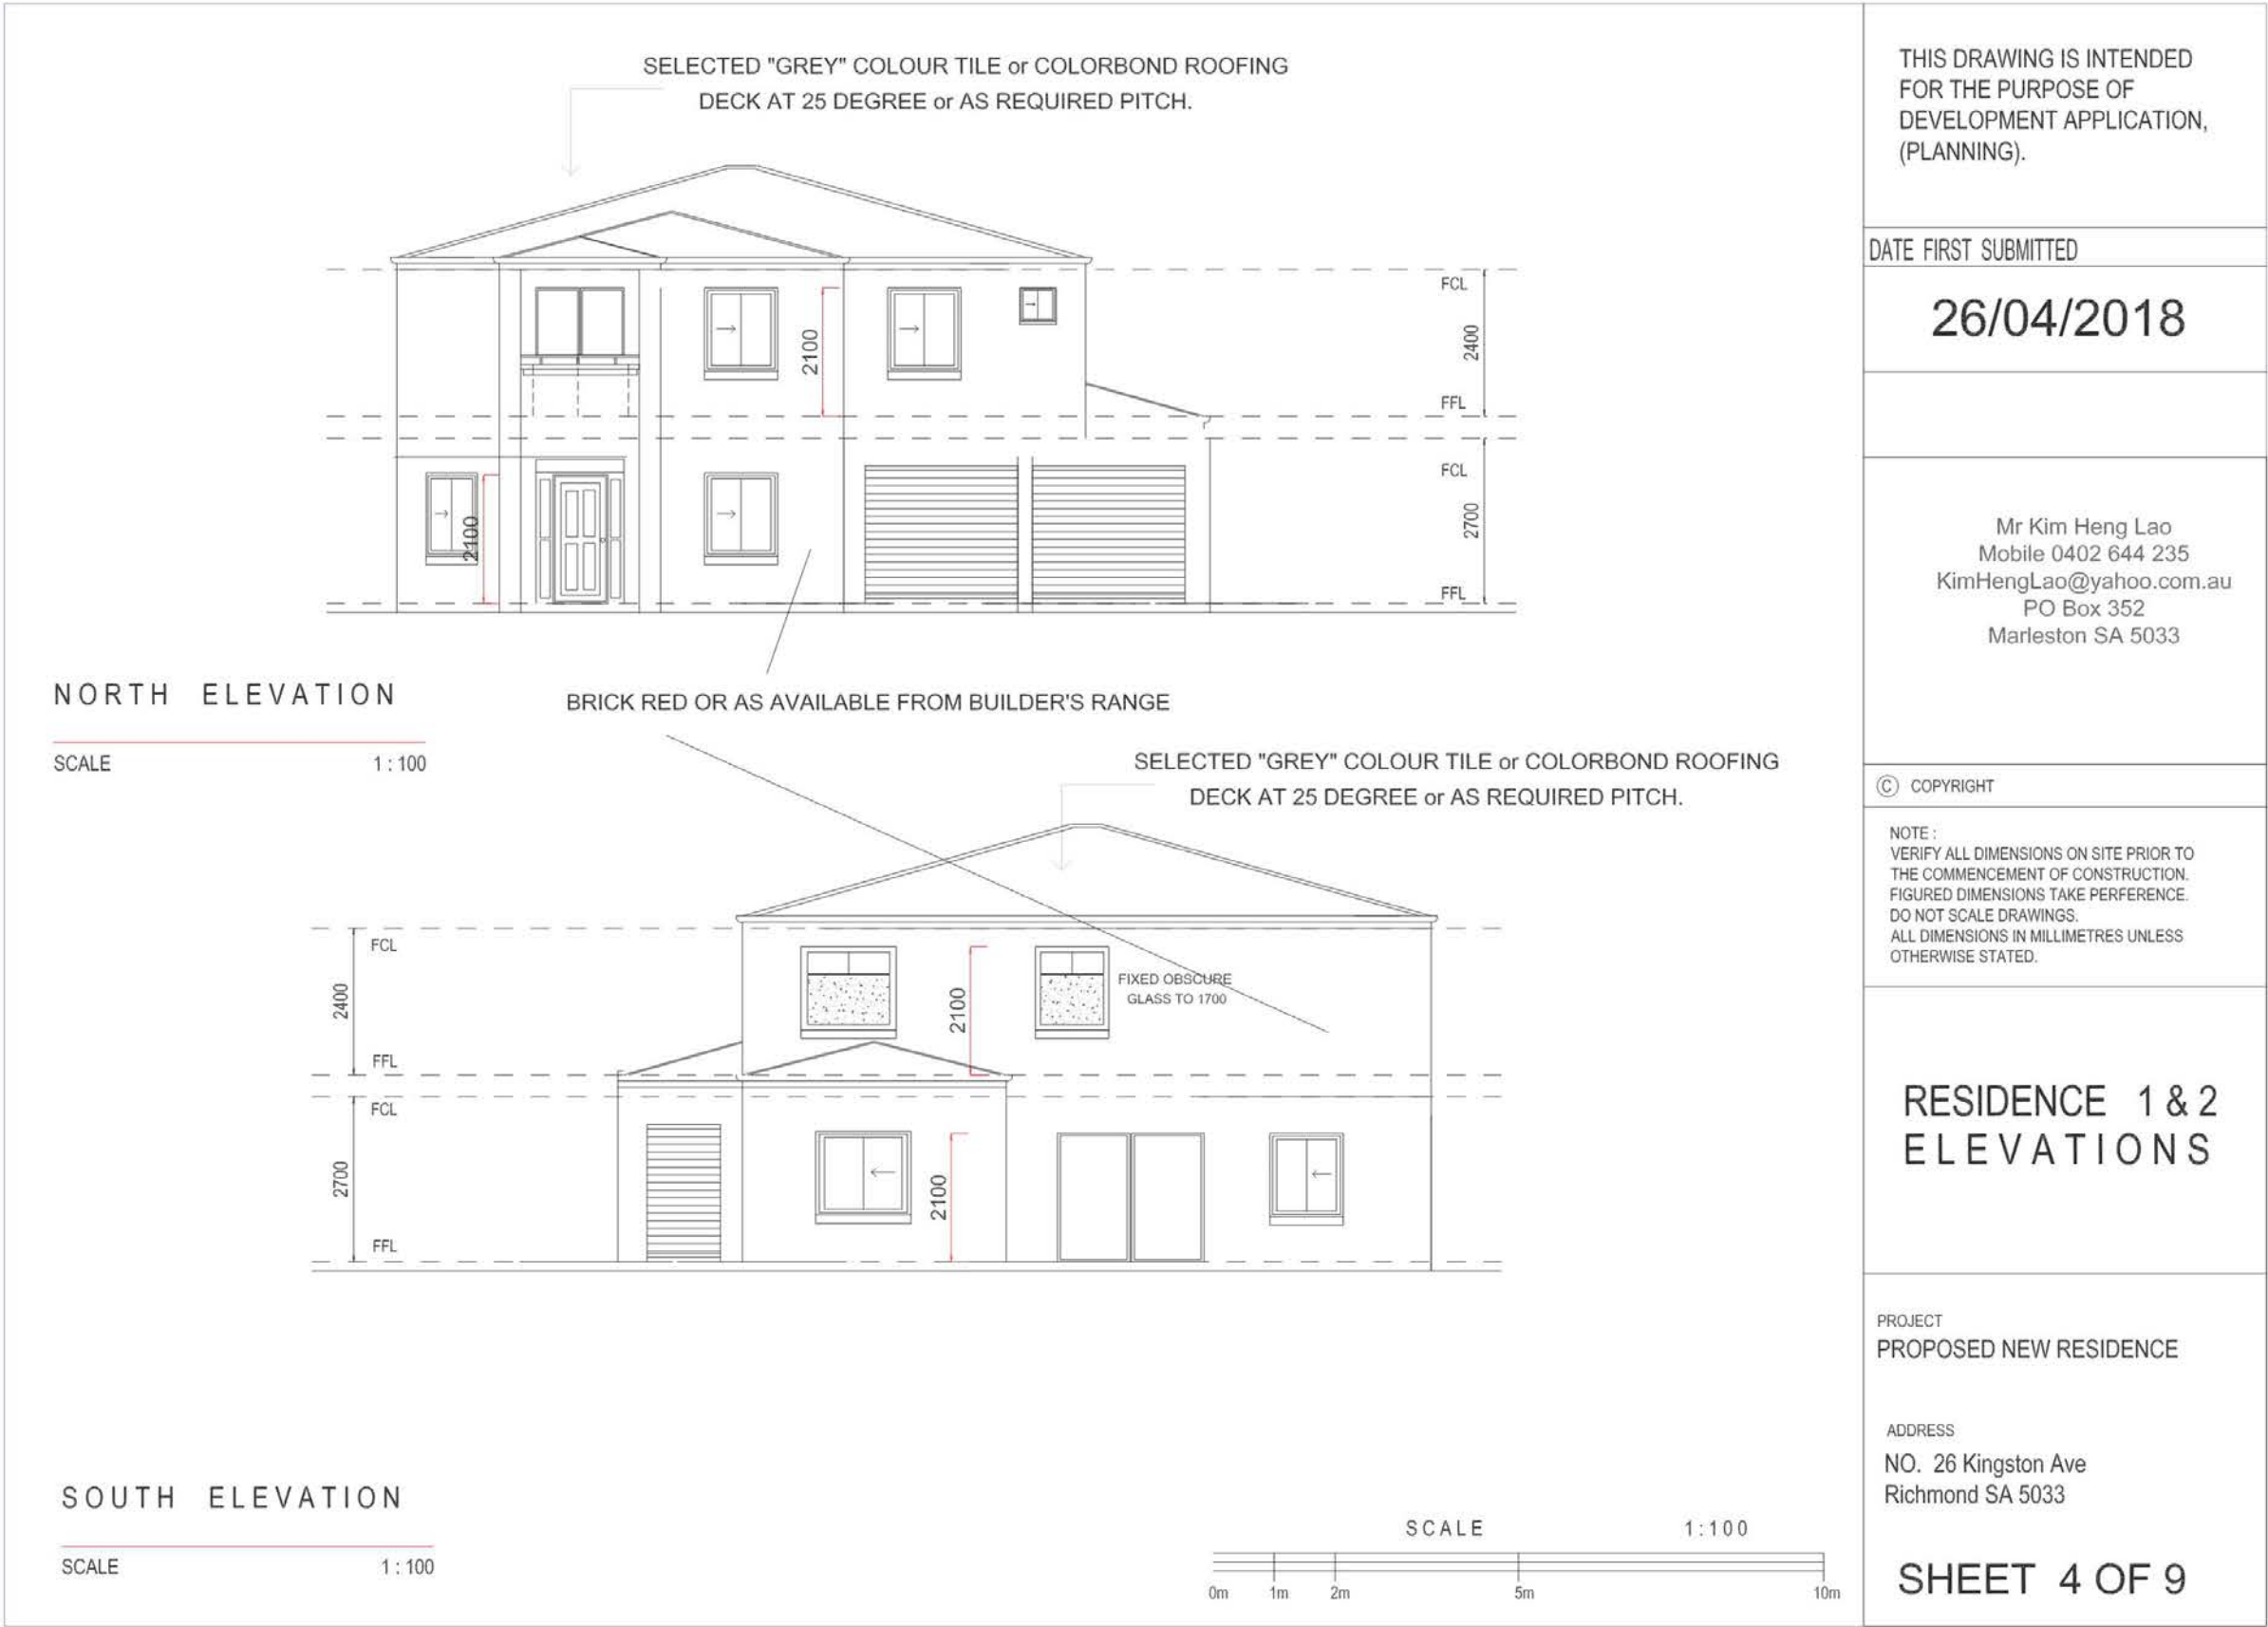 SELECTED "GREY" COLOUR TILE or COLORBOND ROOFING
DECK AT 25 DEGREE or AS REQUIRED PITCH.
FCL
2400
FFL
FCL
2700
FFL
2100
2100
NORTH ELEVATION
SCALE 1 : 100
BRICK RED OR AS AVAILABLE FROM BUILDER'S RANGE
SELECTED "GREY" COLOUR TILE or COLORBOND ROOFING
DECK AT 25 DEGREE or AS REQUIRED PITCH.
FCL
2400
FFL
FCL
2700
FFL
2100
FIXED OBSCURE
GLASS TO 1700
2100
SOUTH ELEVATION
SCALE 1 : 100
SCALE 1:100
0m 1m 2m 5m 10m
THIS DRAWING IS INTENDED
FOR THE PURPOSE OF
DEVELOPMENT APPLICATION,
(PLANNING).
DATE FIRST SUBMITTED
26/04/2018
Mr Kim Heng Lao
Mobile 0402 644 235
KimHengLao@yahoo.com.au
PO Box 352
Marleston SA 5033
© COPYRIGHT
NOTE :
VERIFY ALL DIMENSIONS ON SITE PRIOR TO
THE COMMENCEMENT OF CONSTRUCTION.
FIGURED DIMENSIONS TAKE PERFERENCE.
DO NOT SCALE DRAWINGS.
ALL DIMENSIONS IN MILLIMETRES UNLESS
OTHERWISE STATED.
RESIDENCE 1 & 2
ELEVATIONS
PROJECT
PROPOSED NEW RESIDENCE
ADDRESS
NO. 26 Kingston Ave
Richmond SA 5033
SHEET 4 OF 9